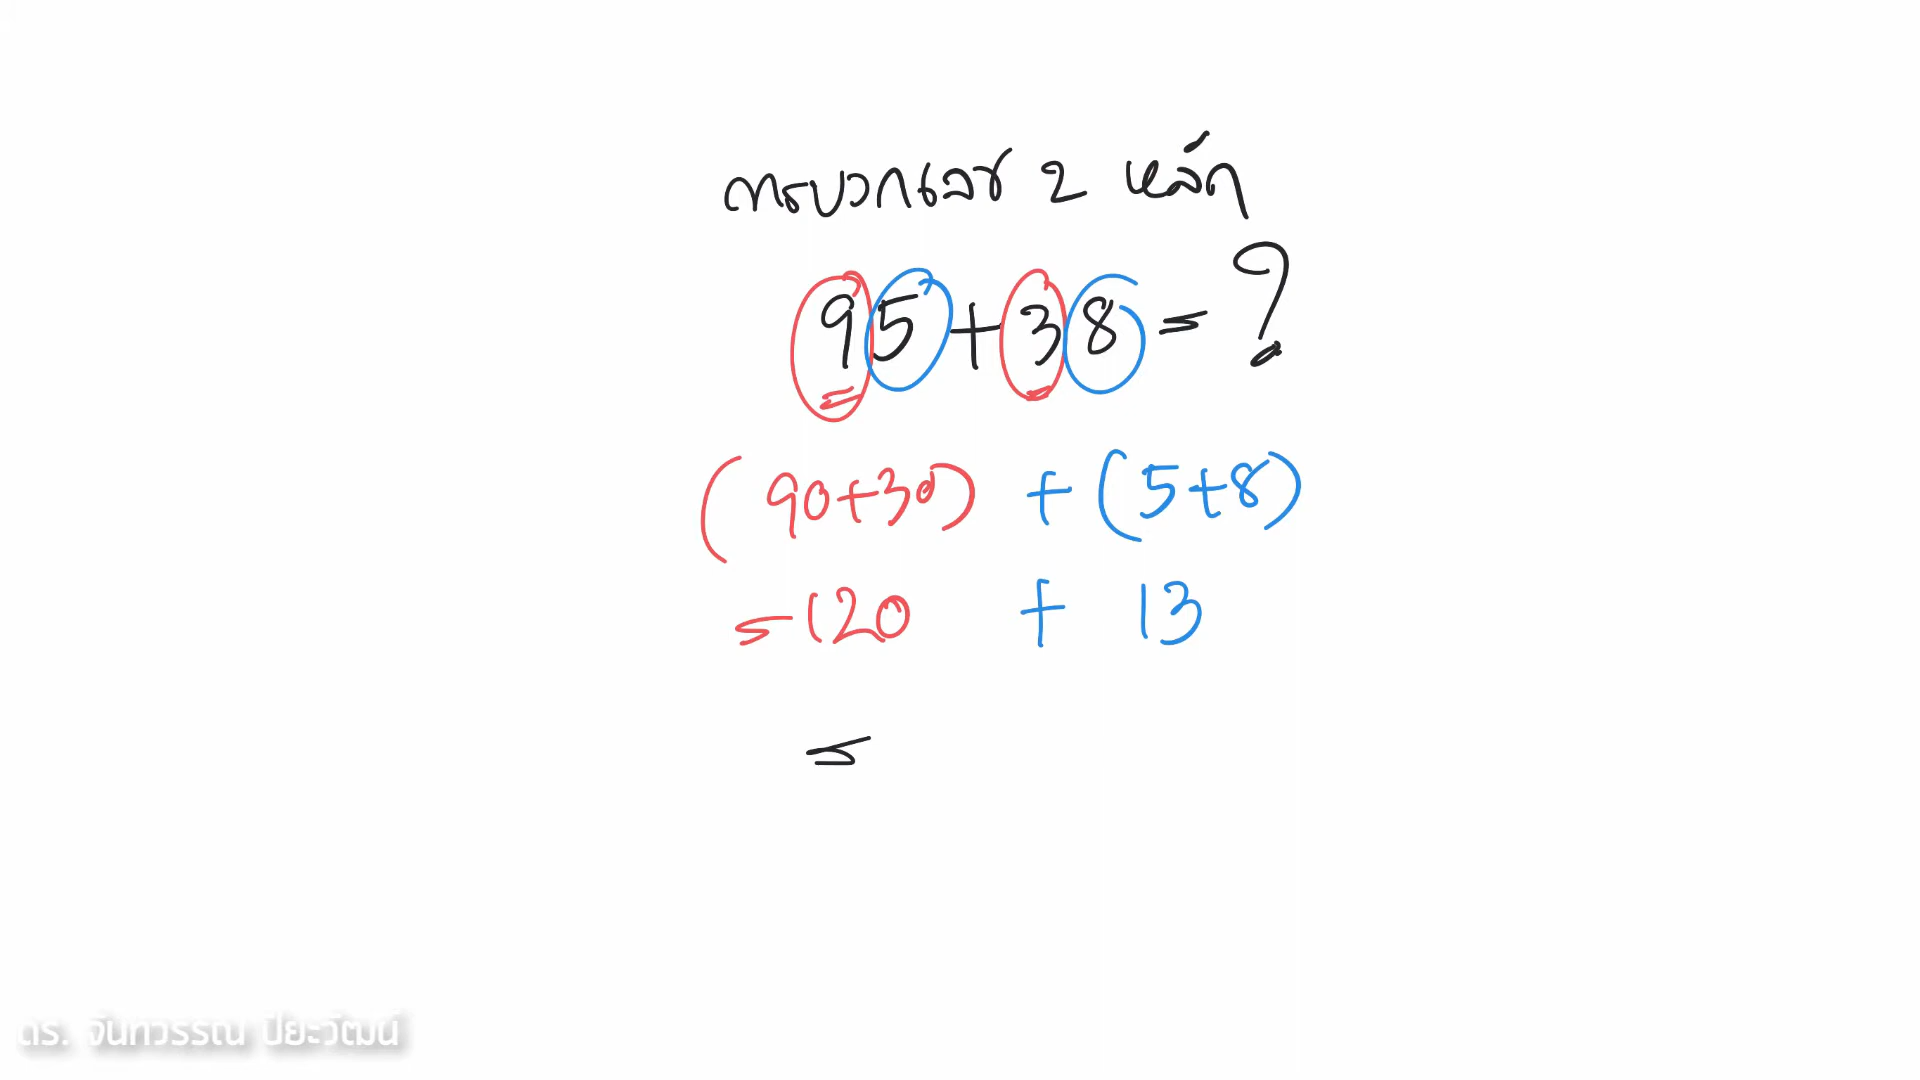 การบวกเลข 2 หลัก
95+38=?
(90+30) + (5+8)
=120 + 13
=
ดร. จันทวรรณ ปิยะวัฒน์